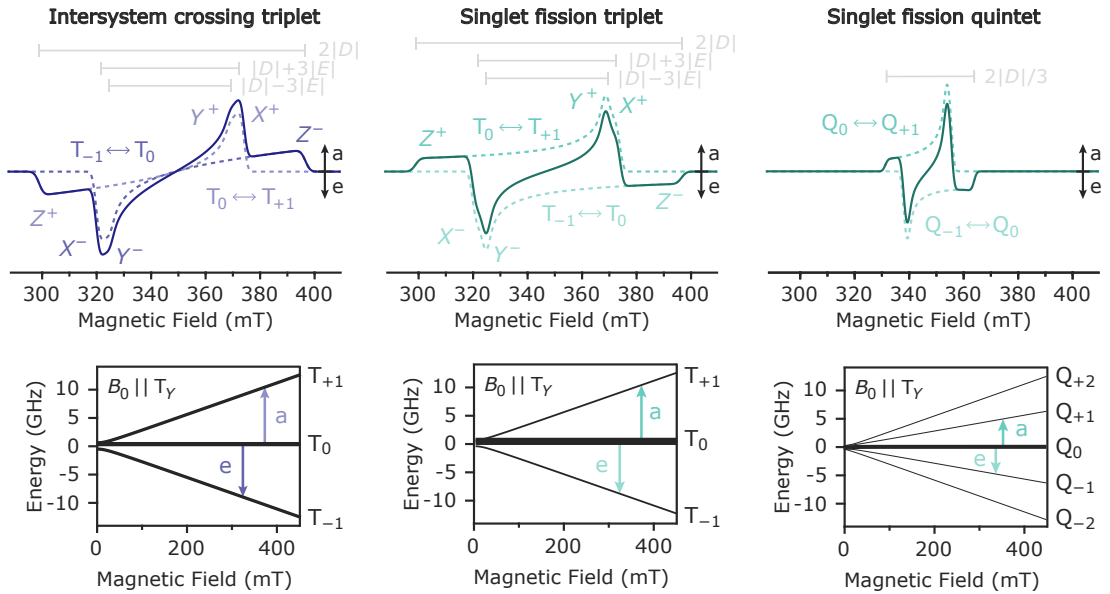 Intersystem crossing triplet
2|D|
|D|+3|E|
|D|−3|E|
Y⁺
X⁺
Z⁻
T₋₁ ↔ T₀
a
e
T₀ ↔ T₊₁
Z⁺
X⁻
Y⁻
300 320 340 360 380 400
Magnetic Field (mT)
Singlet fission triplet
2|D|
|D|+3|E|
|D|−3|E|
Y⁺
X⁺
Z⁺
T₀ ↔ T₊₁
a
e
Z⁻
T₋₁ ↔ T₀
X⁻
Y⁻
300 320 340 360 380 400
Magnetic Field (mT)
Singlet fission quintet
2|D|/3
Q₀ ↔ Q₊₁
a
e
Q₋₁ ↔ Q₀
300 320 340 360 380 400
Magnetic Field (mT)
B₀ || T_Y
T₊₁
10
5
a
0
T₀
e
-5
-10
T₋₁
Energy (GHz)
0 200 400
Magnetic Field (mT)
B₀ || T_Y
T₊₁
10
5
a
0
T₀
e
-5
-10
T₋₁
Energy (GHz)
0 200 400
Magnetic Field (mT)
B₀ || T_Y
Q₊₂
10
Q₊₁
5
a
0
Q₀
e
-5
Q₋₁
-10
Q₋₂
Energy (GHz)
0 200 400
Magnetic Field (mT)